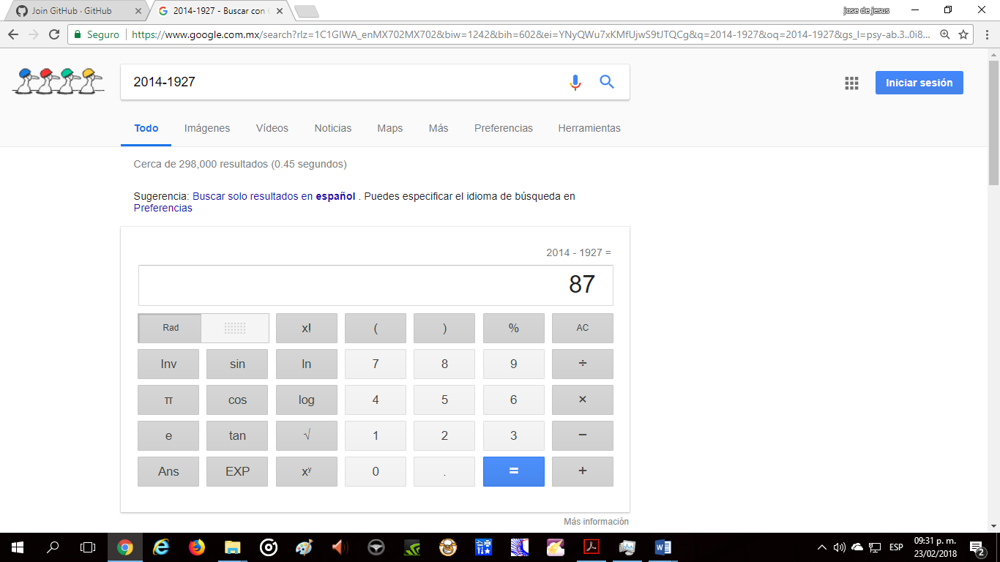 Join GitHub · GitHub
2014-1927 - Buscar con
jose de jesus
Seguro
https://www.google.com.mx/search?rlz=1C1GIWA_enMX702MX702&biw=1242&bih=602&ei=YNyQWu7xKMfUjwS9tJTQCg&q=2014-1927&oq=2014-1927&gs_l=psy-ab.3..0i8...
2014-1927
Iniciar sesión
Todo Imágenes Vídeos Noticias Maps Más Preferencias Herramientas
Cerca de 298,000 resultados (0.45 segundos)
Sugerencia: Buscar solo resultados en español . Puedes especificar el idioma de búsqueda en
Preferencias
2014 - 1927 =
87
Rad x! ( ) % AC
Inv sin ln 7 8 9 ÷
π cos log 4 5 6 ×
e tan √ 1 2 3 −
Ans EXP xʸ 0 . = +
Más información
ESP
09:31 p. m.
23/02/2018
2